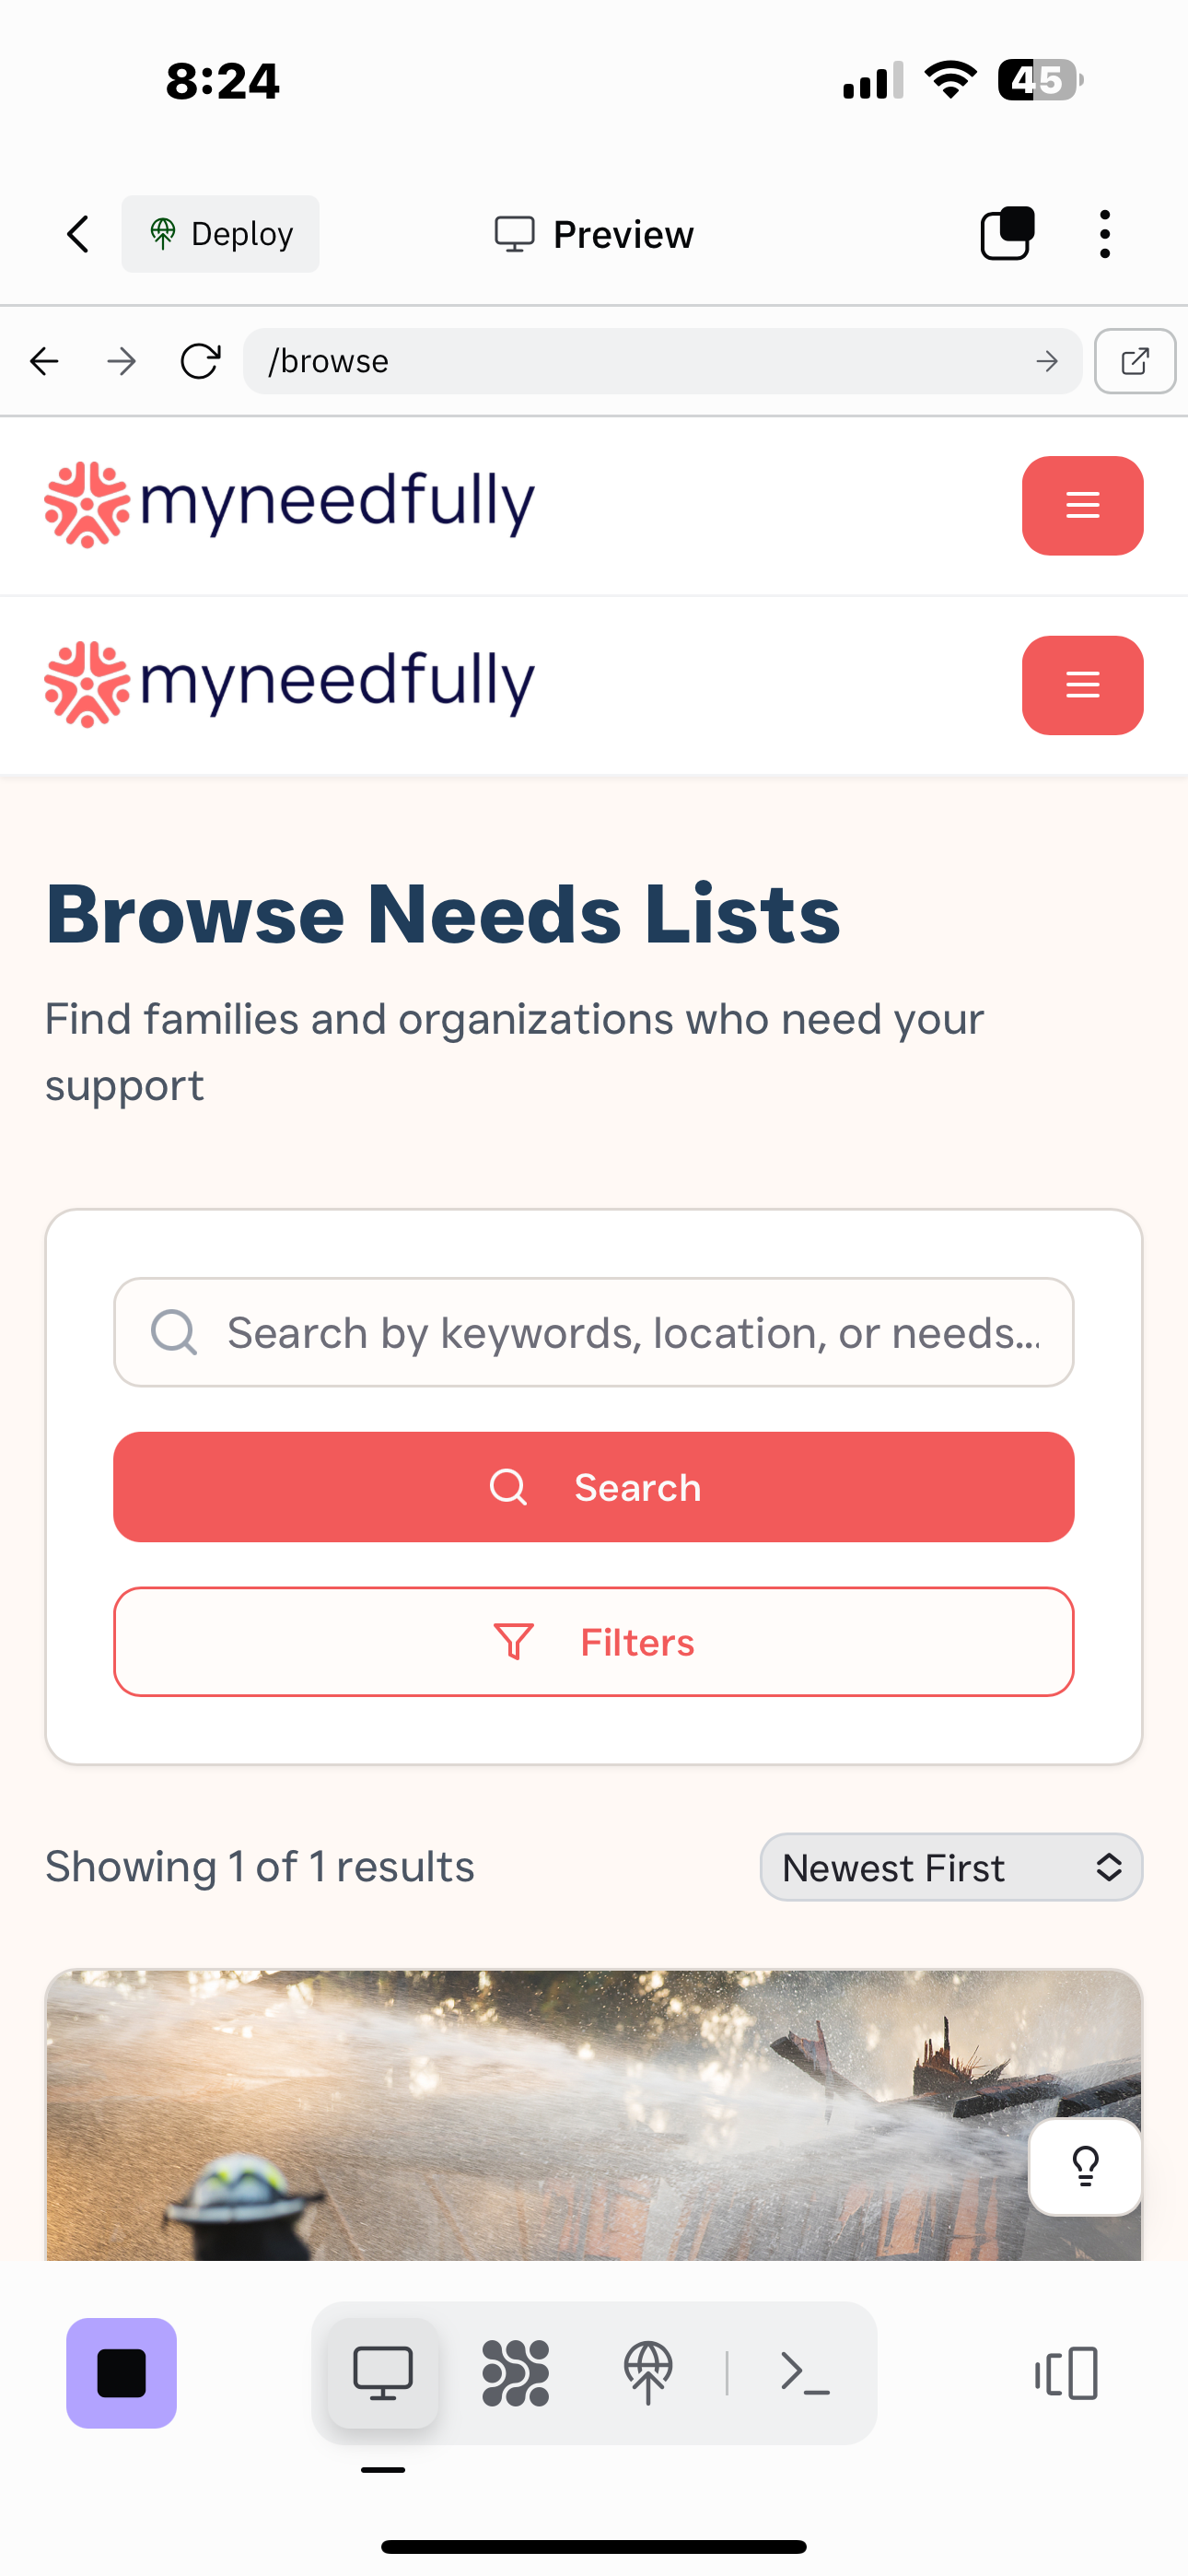 8:24
45
Deploy
Preview
/browse
myneedfully
myneedfully
Browse Needs Lists
Find families and organizations who need your
support
Search by keywords, location, or needs...
Search
Filters
Showing 1 of 1 results
Newest First